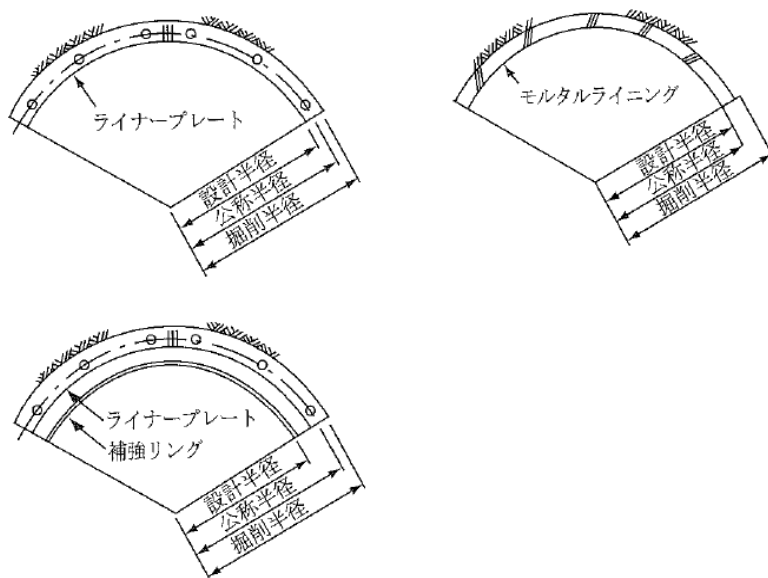 ライナープレート
設計半径
公称半径
掘削半径
モルタルライニング
設計半径
公称半径
掘削半径
ライナープレート
補強リング
設計半径
公称半径
掘削半径